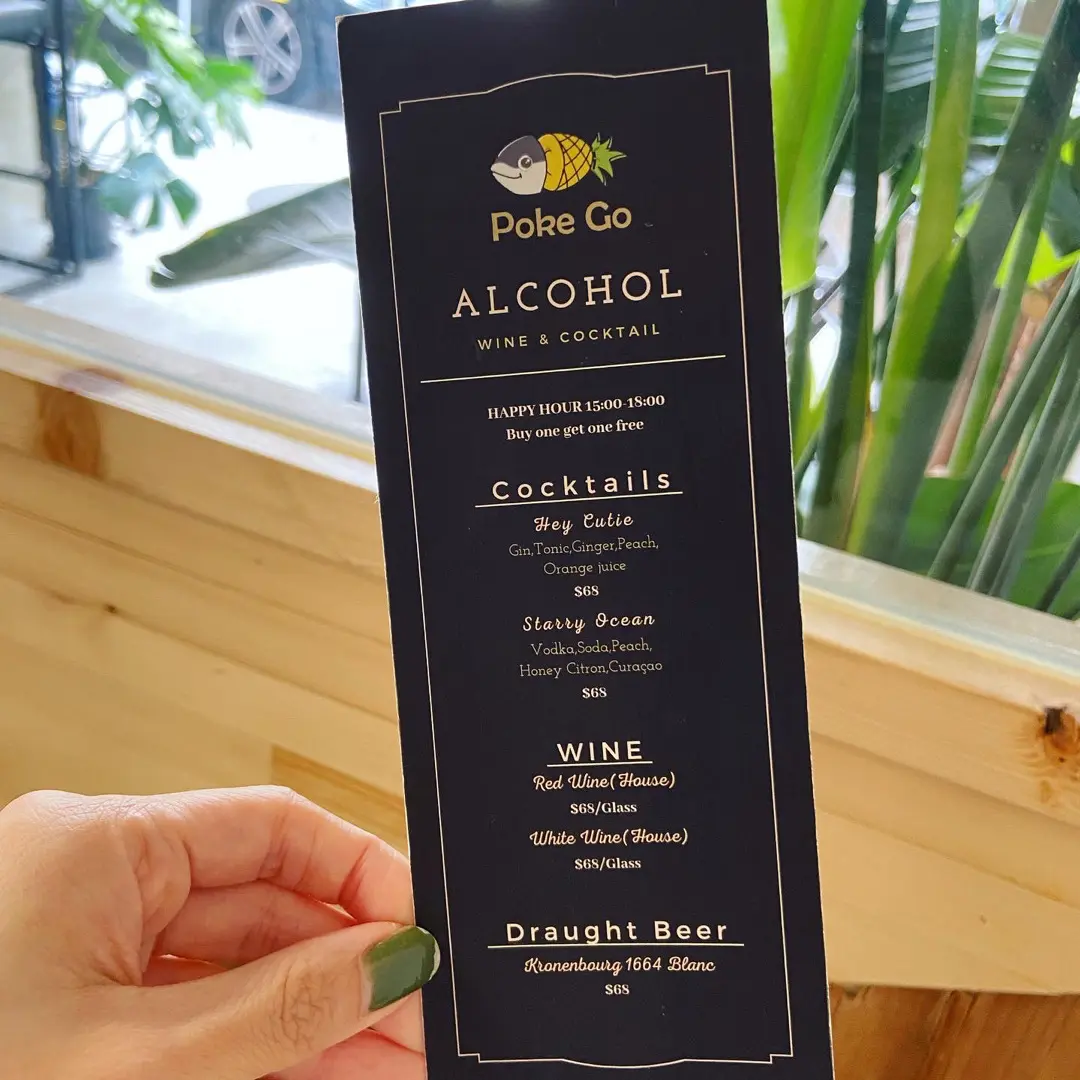 Poke Go
ALCOHOL
WINE & COCKTAIL
HAPPY HOUR 15:00-18:00
Buy one get one free
Cocktails
Hey Cutie
Gin,Tonic,Ginger,Peach,
Orange juice
$68
Starry Ocean
Vodka,Soda,Peach,
Honey Citron,Curaçao
$68
WINE
Red Wine(House)
$68/Glass
White Wine(House)
$68/Glass
Draught Beer
Kronenbourg 1664 Blanc
$68